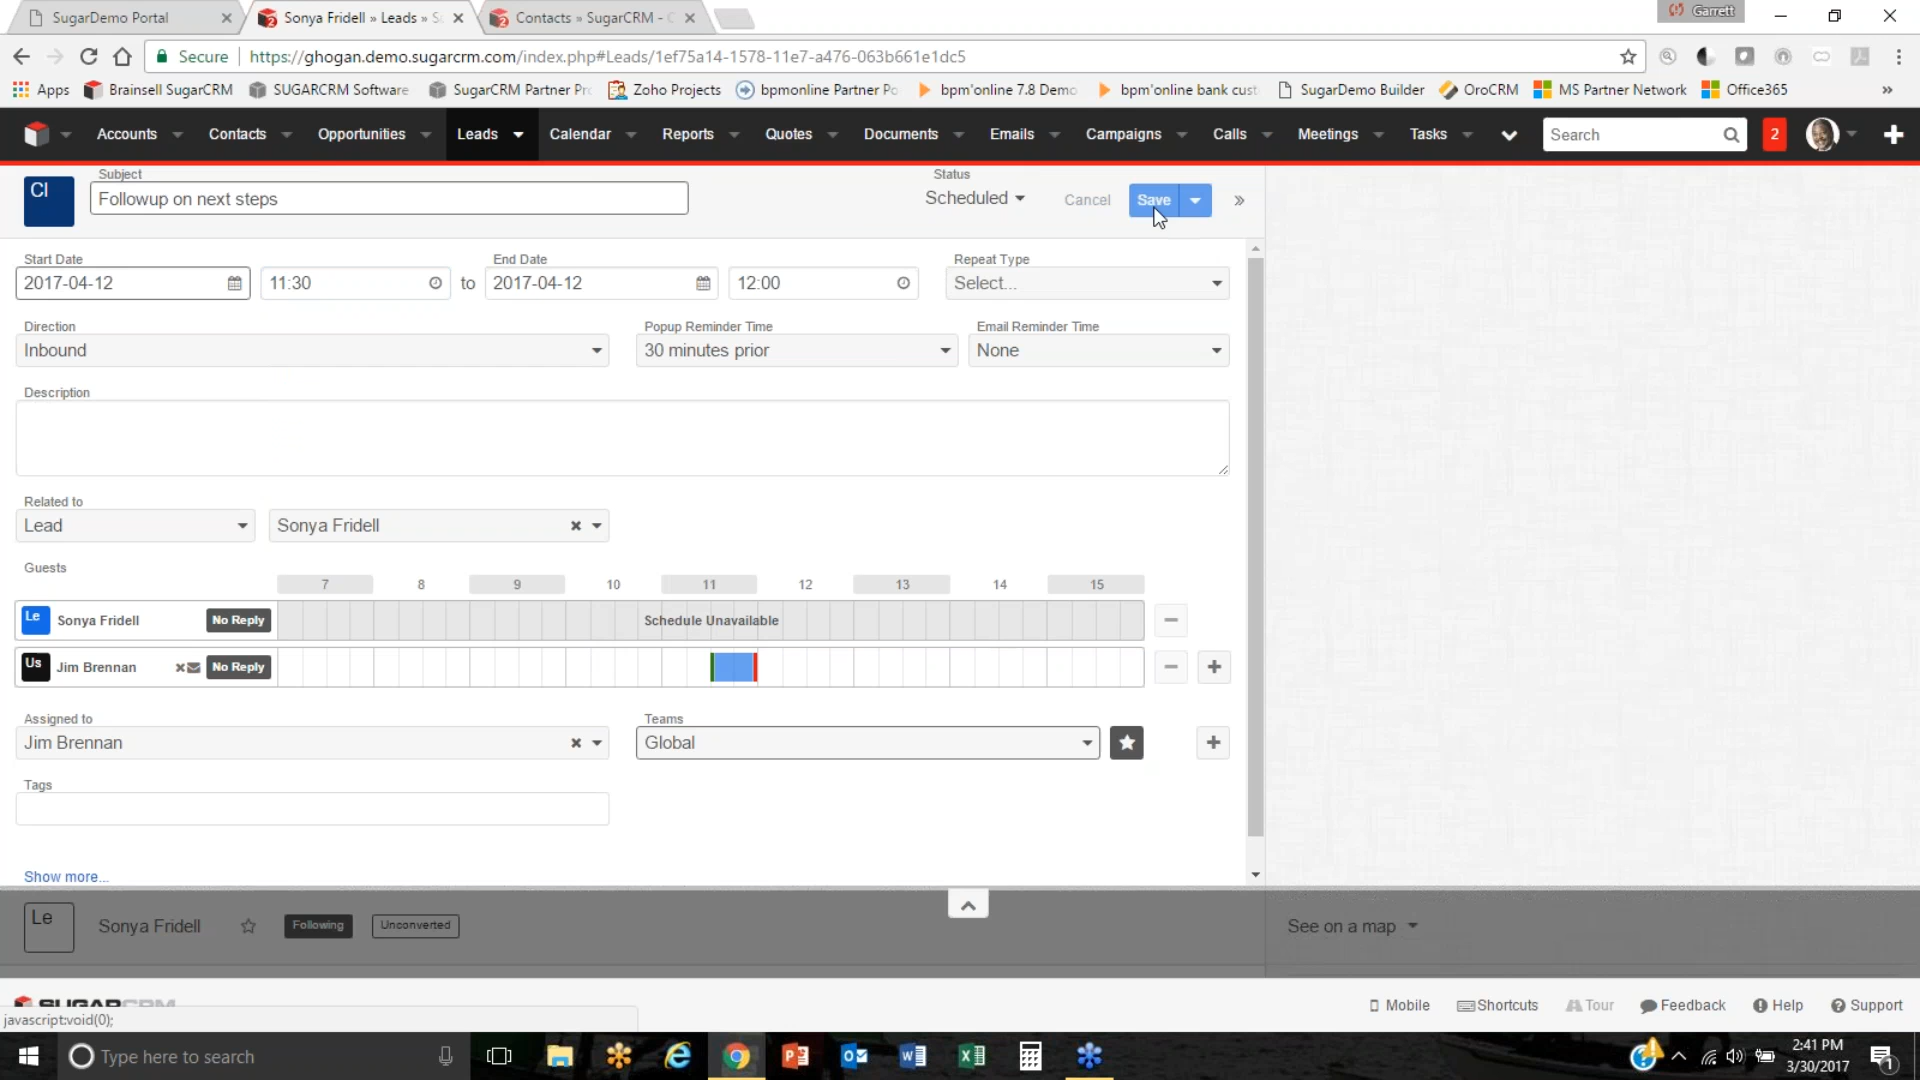 SugarDemo Portal
Sonya Fridell » Leads » S
Contacts » SugarCRM - C
Garrett
Secure
https://ghogan.demo.sugarcrm.com/index.php#Leads/1ef75a14-1578-11e7-a476-063b661e1dc5
Apps
Brainsell SugarCRM
SUGARCRM Software
SugarCRM Partner Pr
Zoho Projects
bpmonline Partner Po
bpm'online 7.8 Demo
bpm'online bank cust
SugarDemo Builder
OroCRM
MS Partner Network
Office365
»
Accounts
Contacts
Opportunities
Leads
Calendar
Reports
Quotes
Documents
Emails
Campaigns
Calls
Meetings
Tasks
Search
2
Cl
Subject
Followup on next steps
Status
Scheduled
Cancel
Save
»
Start Date
2017-04-12
11:30
to
End Date
2017-04-12
12:00
Repeat Type
Select...
Direction
Inbound
Popup Reminder Time
30 minutes prior
Email Reminder Time
None
Description
Related to
Lead
Sonya Fridell
Guests
7 8 9 10 11 12 13 14 15
Le
Sonya Fridell
No Reply
Schedule Unavailable
Us
Jim Brennan
No Reply
Assigned to
Jim Brennan
Teams
Global
Tags
Show more...
Le
Sonya Fridell
Following
Unconverted
See on a map
SUGARCRM
javascript:void(0);
Mobile
Shortcuts
Tour
Feedback
Help
Support
Type here to search
2:41 PM
3/30/2017
1